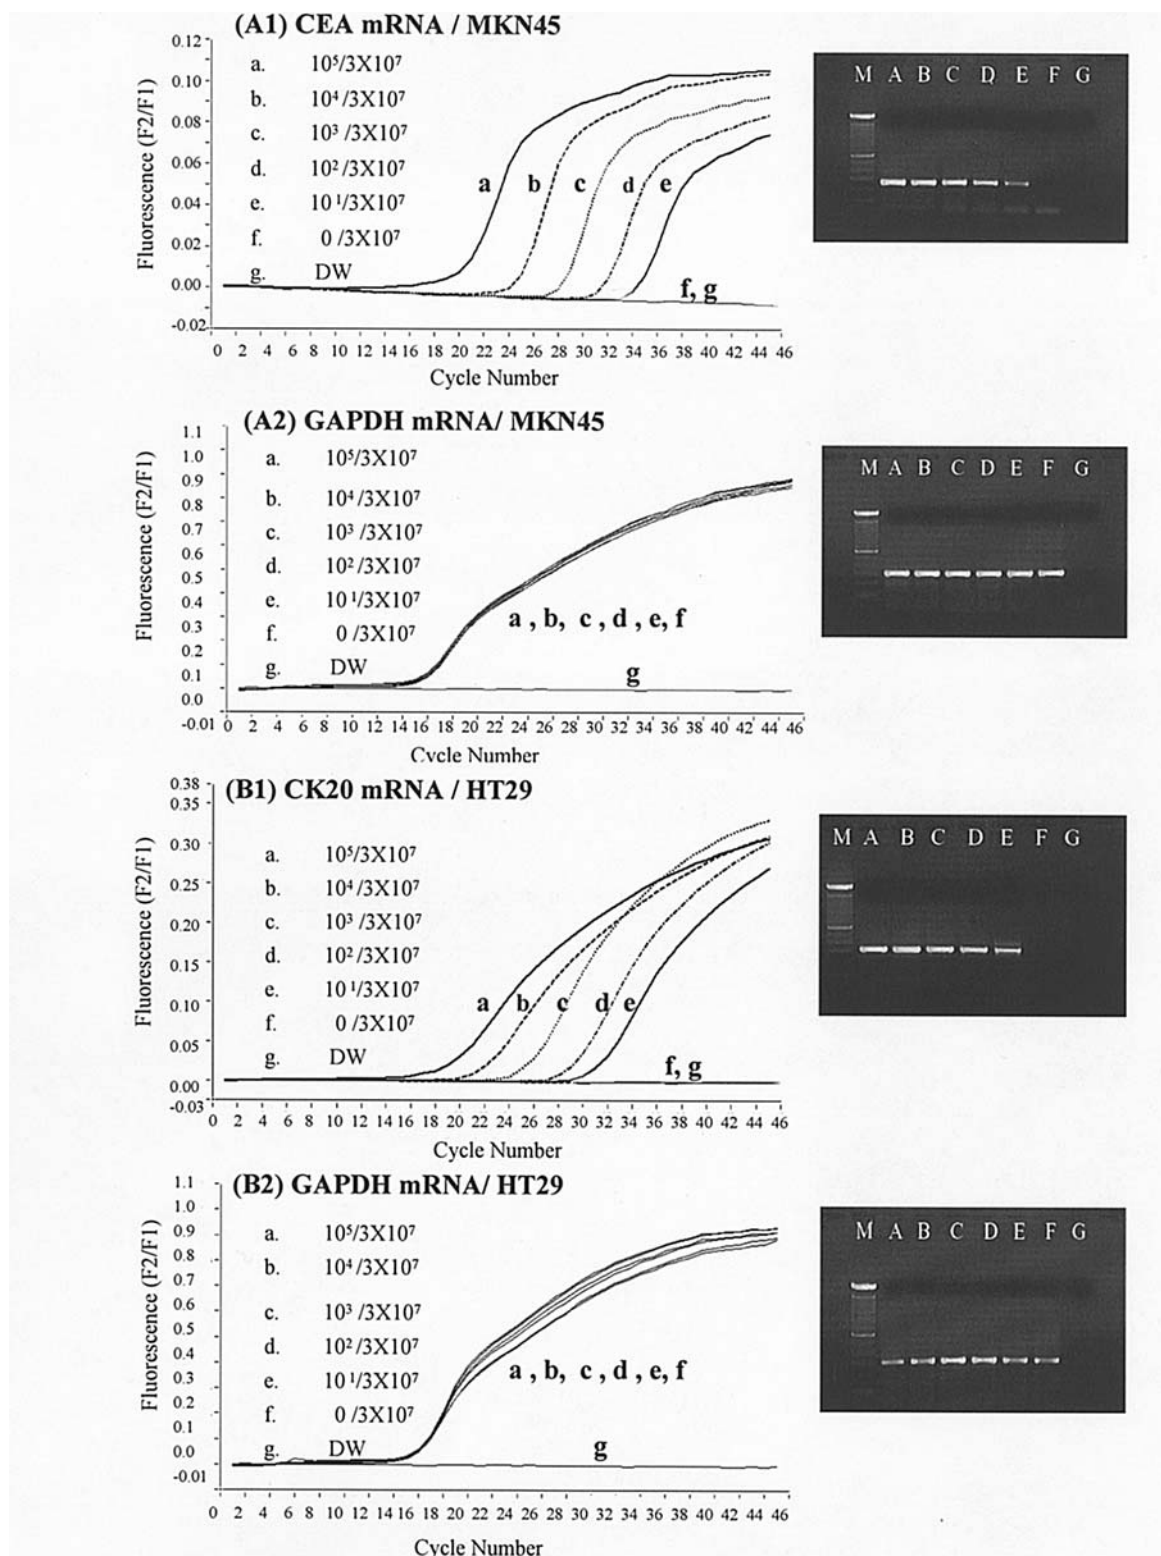 (A1) CEA mRNA / MKN45
Fluorescence (F2/F1)
0.12
0.10
0.08
0.06
0.04
0.02
0.00
-0.02
a. 10⁵/3X10⁷
b. 10⁴/3X10⁷
c. 10³/3X10⁷
d. 10²/3X10⁷
e. 10¹/3X10⁷
f. 0/3X10⁷
g. DW
a b c d e
f, g
0 2 4 6 8 10 12 14 16 18 20 22 24 26 28 30 32 34 36 38 40 42 44 46
Cycle Number
M A B C D E F G
(A2) GAPDH mRNA/ MKN45
Fluorescence (F2/F1)
1.1
1.0
0.9
0.8
0.7
0.5
0.4
0.3
0.2
0.1
0.0
-0.01
a. 10⁵/3X10⁷
b. 10⁴/3X10⁷
c. 10³/3X10⁷
d. 10²/3X10⁷
e. 10¹/3X10⁷
f. 0/3X10⁷
g. DW
a , b, c , d , e, f
g
0 2 4 6 8 10 12 14 16 18 20 22 24 26 28 30 32 34 36 38 40 42 44 46
Cycle Number
M A B C D E F G
(B1) CK20 mRNA / HT29
Fluorescence (F2/F1)
0.38
0.35
0.30
0.25
0.20
0.15
0.10
0.05
0.00
-0.03
a. 10⁵/3X10⁷
b. 10⁴/3X10⁷
c. 10³/3X10⁷
d. 10²/3X10⁷
e. 10¹/3X10⁷
f. 0/3X10⁷
g. DW
a b c d e
f, g
0 2 4 6 8 10 12 14 16 18 20 22 24 26 28 30 32 34 36 38 40 42 44 46
Cycle Number
M A B C D E F G
(B2) GAPDH mRNA/ HT29
Fluorescence (F2/F1)
1.1
1.0
0.9
0.8
0.7
0.6
0.5
0.4
0.3
0.2
0.1
0.0
-0.01
a. 10⁵/3X10⁷
b. 10⁴/3X10⁷
c. 10³/3X10⁷
d. 10²/3X10⁷
e. 10¹/3X10⁷
f. 0/3X10⁷
g. DW
a , b, c , d , e, f
g
0 2 4 6 8 10 12 14 16 18 20 22 24 26 28 30 32 34 36 38 40 42 44 46
Cycle Number
M A B C D E F G